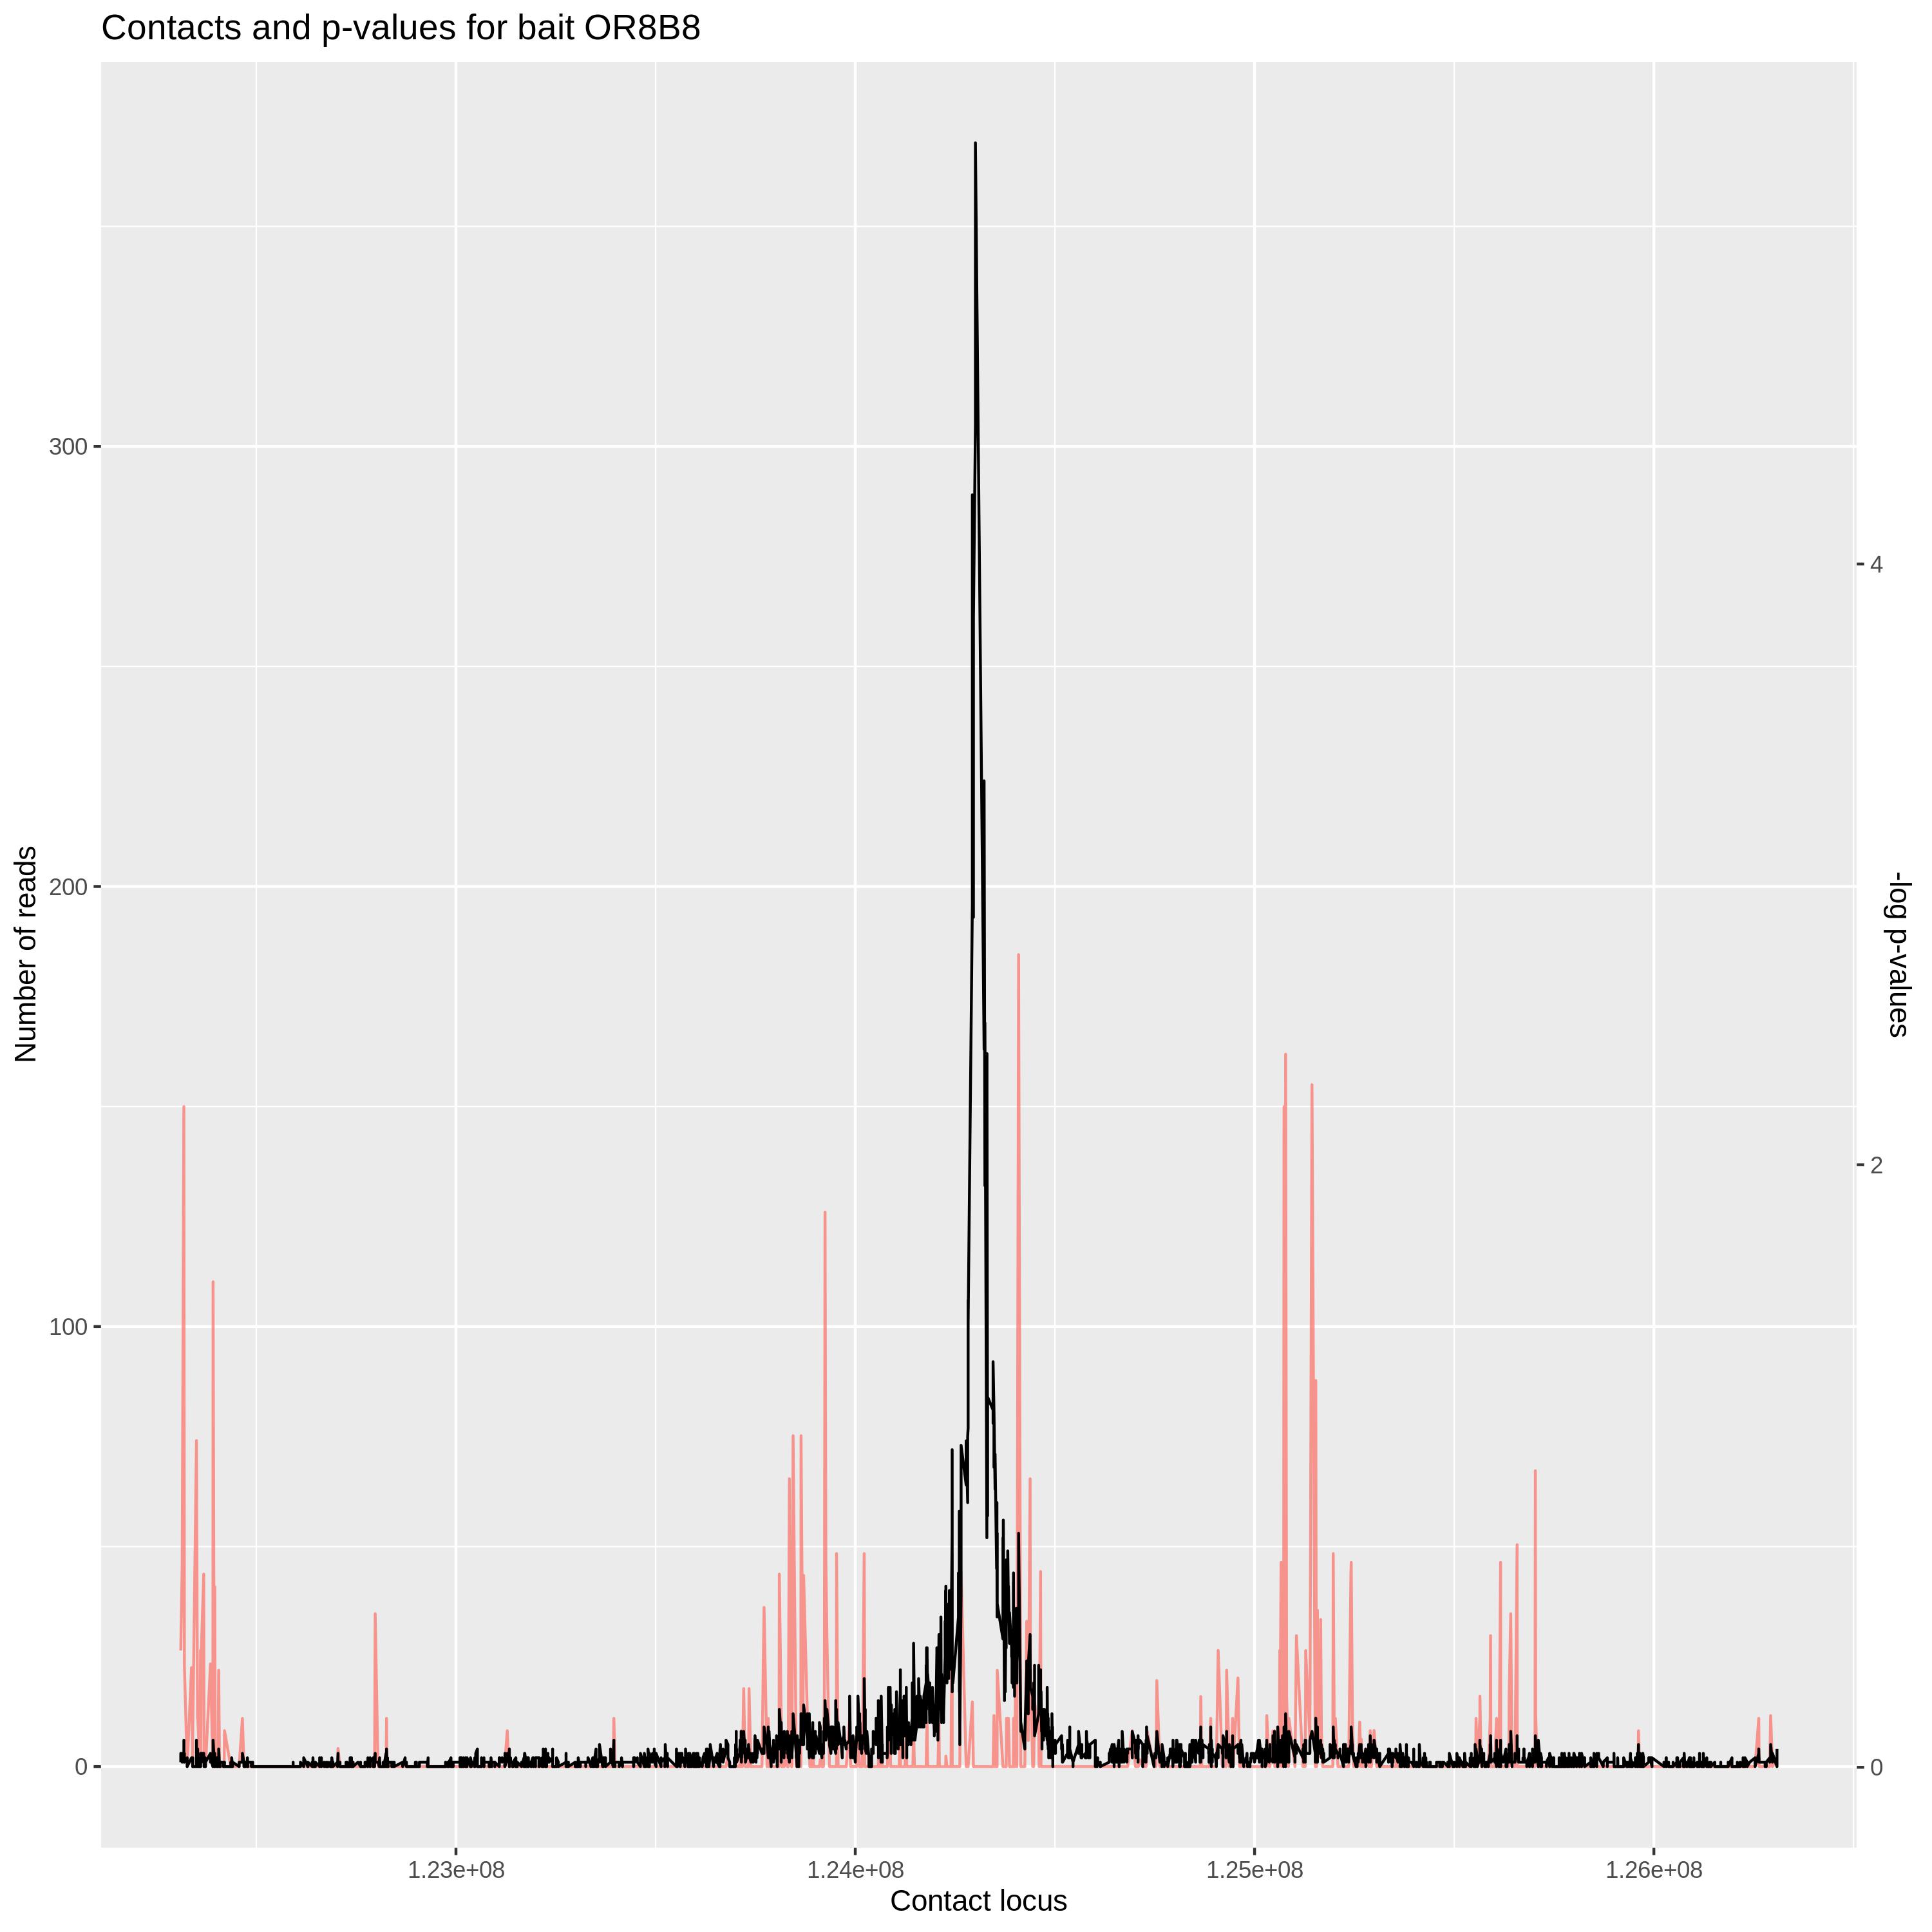 Contacts and p-values for bait OR8B8
300
200
100
0
Number of reads
4
2
0
-log p-values
1.23e+08
1.24e+08
1.25e+08
1.26e+08
Contact locus